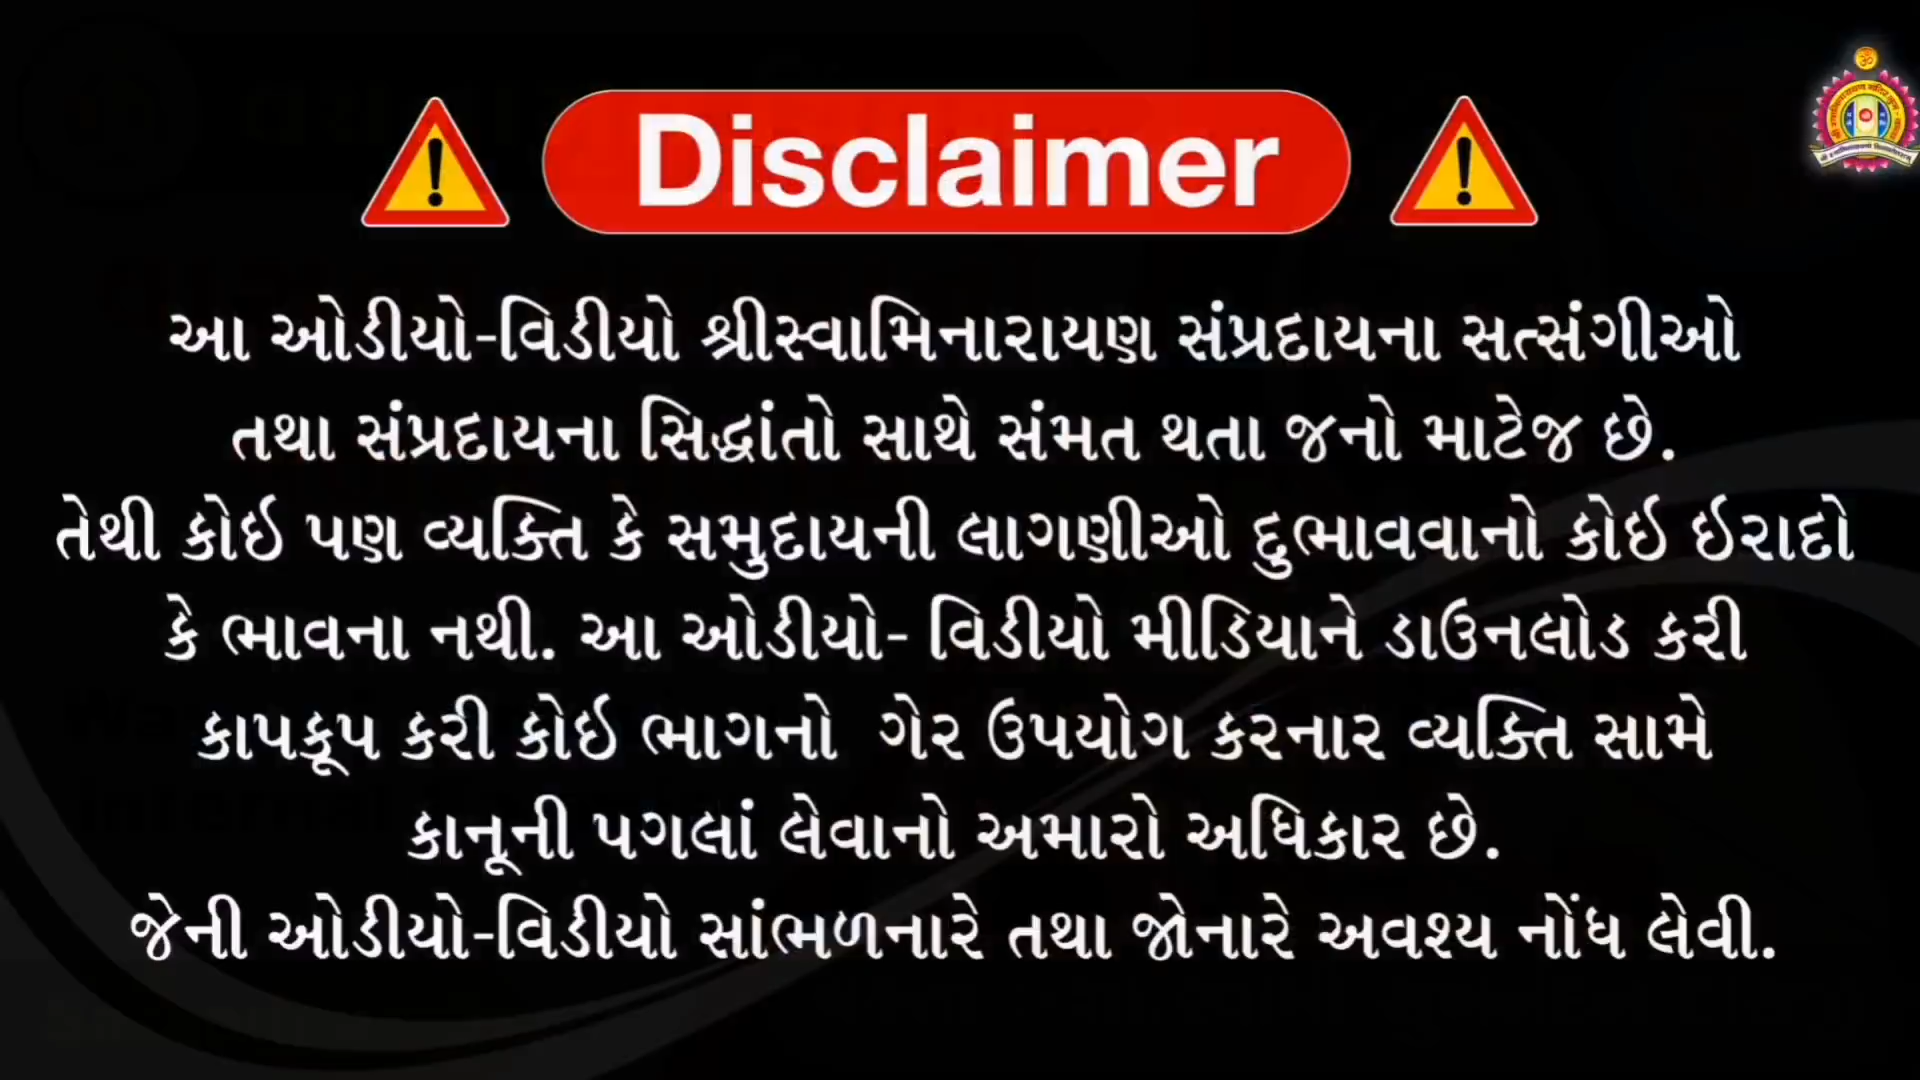 Disclaimer
આ ઓડીયો-વિડીયો શ્રીસ્વામિનારાયણ સંપ્રદાયના સત્સંગીઓ
તથા સંપ્રદાયના સિદ્ધાંતો સાથે સંમત થતા જનો માટેજ છે.
તેથી કોઇ પણ વ્યક્તિ કે સમુદાયની લાગણીઓ દુભાવવાનો કોઇ ઇરાદો
કે ભાવના નથી. આ ઓડીયો- વિડીયો મીડિયાને ડાઉનલોડ કરી
કાપકૂપ કરી કોઇ ભાગનો ગેર ઉપયોગ કરનાર વ્યક્તિ સામે
કાનૂની પગલાં લેવાનો અમારો અધિકાર છે.
જેની ઓડીયો-વિડીયો સાંભળનારે તથા જોનારે અવશ્ય નોંધ લેવી.